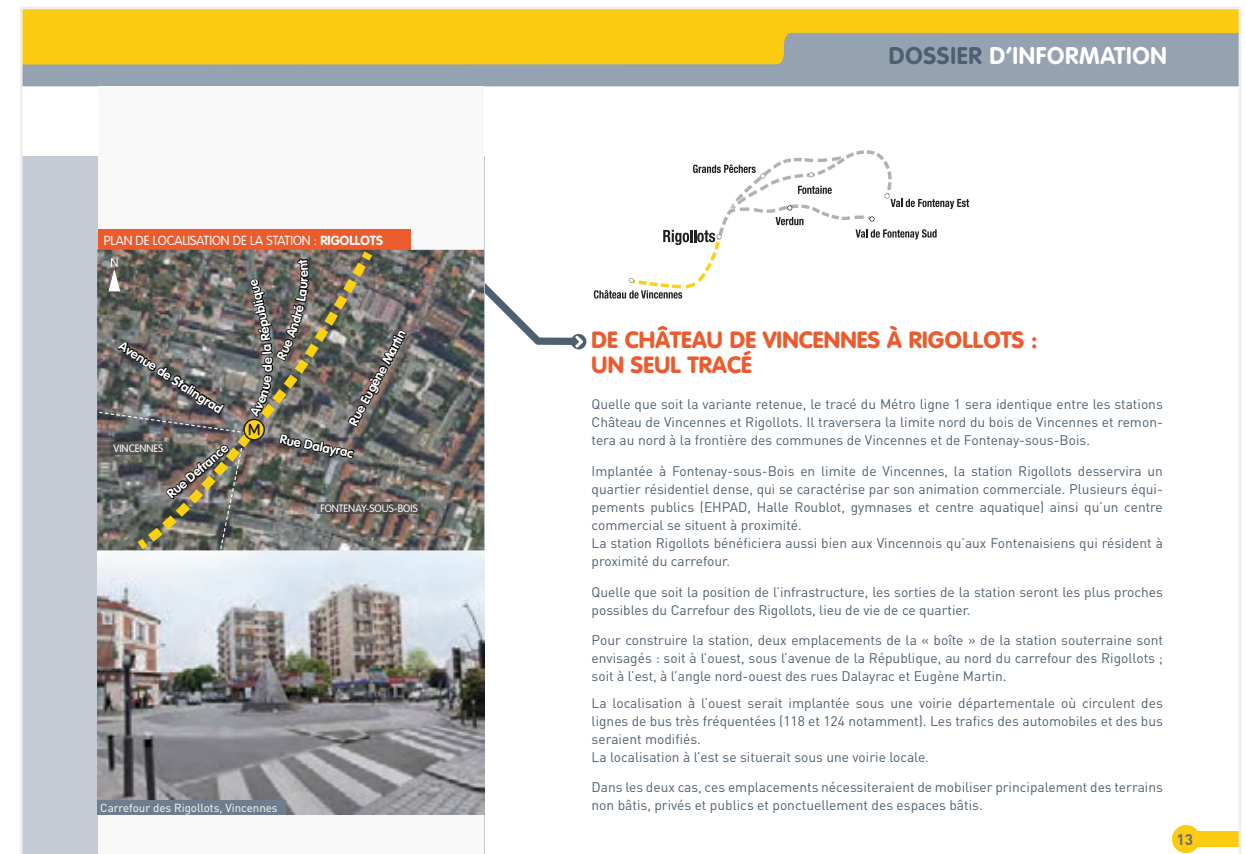 DOSSIER D'INFORMATION
PLAN DE LOCALISATION DE LA STATION : RIGOLLOTS
N
Avenue de la République
Rue André Laurent
Avenue de Stalingrad
Rue Eugène Martin
M
Rue Dalayrac
VINCENNES
Rue Defrance
FONTENAY-SOUS-BOIS
Carrefour des Rigollots, Vincennes
Grands Pêchers
Fontaine
Val de Fontenay Est
Verdun
Val de Fontenay Sud
Rigollots
Château de Vincennes
DE CHÂTEAU DE VINCENNES À RIGOLLOTS :
UN SEUL TRACÉ
Quelle que soit la variante retenue, le tracé du Métro ligne 1 sera identique entre les stations
Château de Vincennes et Rigollots. Il traversera la limite nord du bois de Vincennes et remon-
tera au nord à la frontière des communes de Vincennes et de Fontenay-sous-Bois.
Implantée à Fontenay-sous-Bois en limite de Vincennes, la station Rigollots desservira un
quartier résidentiel dense, qui se caractérise par son animation commerciale. Plusieurs équi-
pements publics (EHPAD, Halle Roublot, gymnases et centre aquatique) ainsi qu'un centre
commercial se situent à proximité.
La station Rigollots bénéficiera aussi bien aux Vincennois qu'aux Fontenaisiens qui résident à
proximité du carrefour.
Quelle que soit la position de l'infrastructure, les sorties de la station seront les plus proches
possibles du Carrefour des Rigollots, lieu de vie de ce quartier.
Pour construire la station, deux emplacements de la « boîte » de la station souterraine sont
envisagés : soit à l'ouest, sous l'avenue de la République, au nord du carrefour des Rigollots ;
soit à l'est, à l'angle nord-ouest des rues Dalayrac et Eugène Martin.
La localisation à l'ouest serait implantée sous une voirie départementale où circulent des
lignes de bus très fréquentées (118 et 124 notamment). Les trafics des automobiles et des bus
seraient modifiés.
La localisation à l'est se situerait sous une voirie locale.
Dans les deux cas, ces emplacements nécessiteraient de mobiliser principalement des terrains
non bâtis, privés et publics et ponctuellement des espaces bâtis.
13